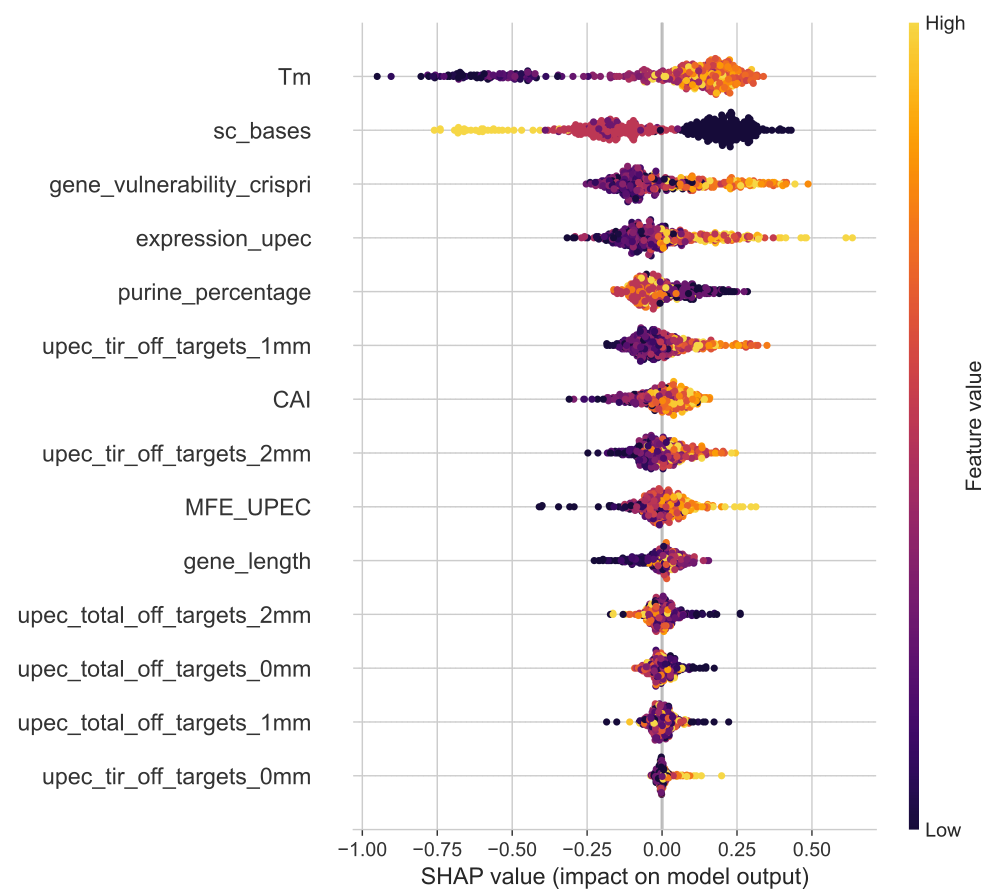 High
Tm
sc_bases
gene_vulnerability_crispri
expression_upec
purine_percentage
upec_tir_off_targets_1mm
CAI
upec_tir_off_targets_2mm
MFE_UPEC
gene_length
upec_total_off_targets_2mm
upec_total_off_targets_0mm
upec_total_off_targets_1mm
upec_tir_off_targets_0mm
Feature value
Low
−1.00 −0.75 −0.50 −0.25 0.00 0.25 0.50
SHAP value (impact on model output)